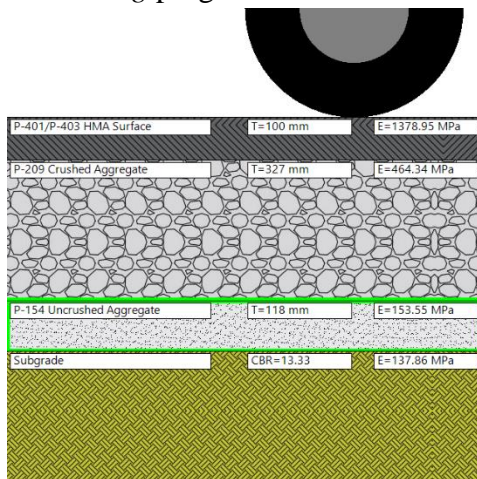 P-401/P-403 HMA Surface T=100 mm E=1378.95 MPa
P-209 Crushed Aggregate T=327 mm E=464.34 MPa
P-154 Uncrushed Aggregate T=118 mm E=153.55 MPa
Subgrade CBR=13.33 E=137.86 MPa